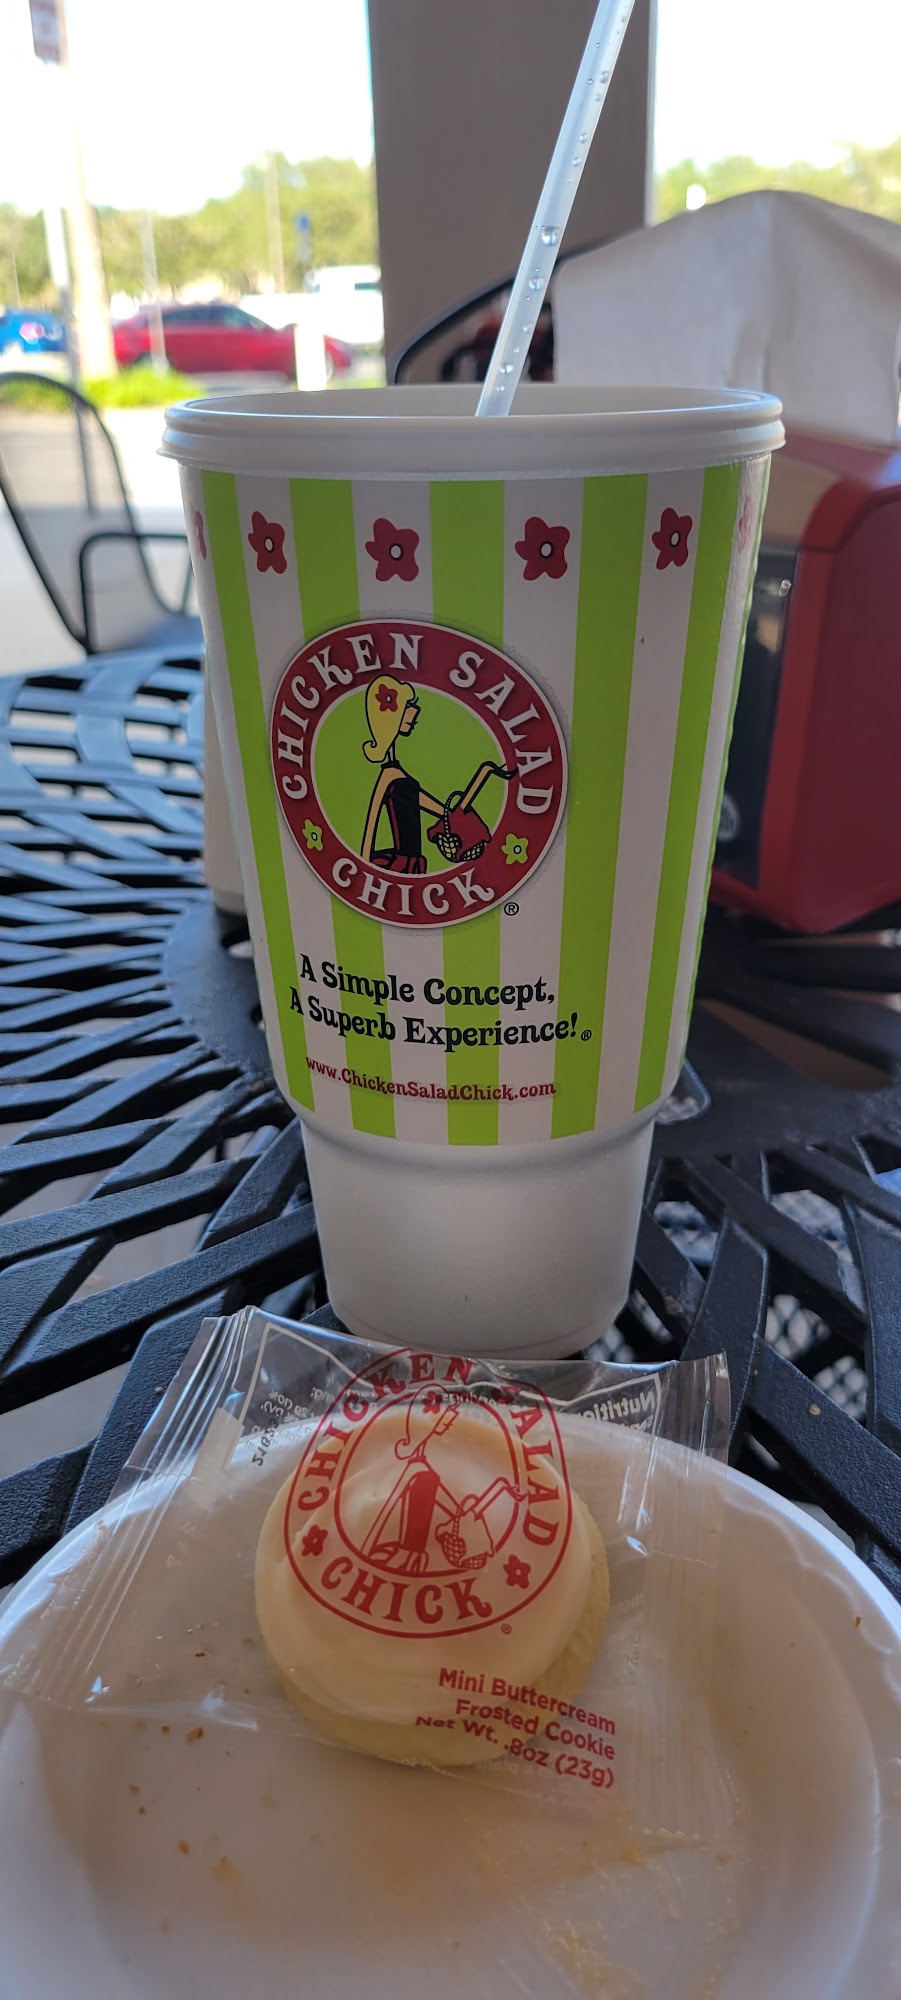 CHICKEN SALAD
CHICK
®
A Simple Concept,
A Superb Experience!®
www.ChickenSaladChick.com
CHICKEN SALAD
CHICK
®
Mini Buttercream
Frosted Cookie
Net Wt. .8oz (23g)